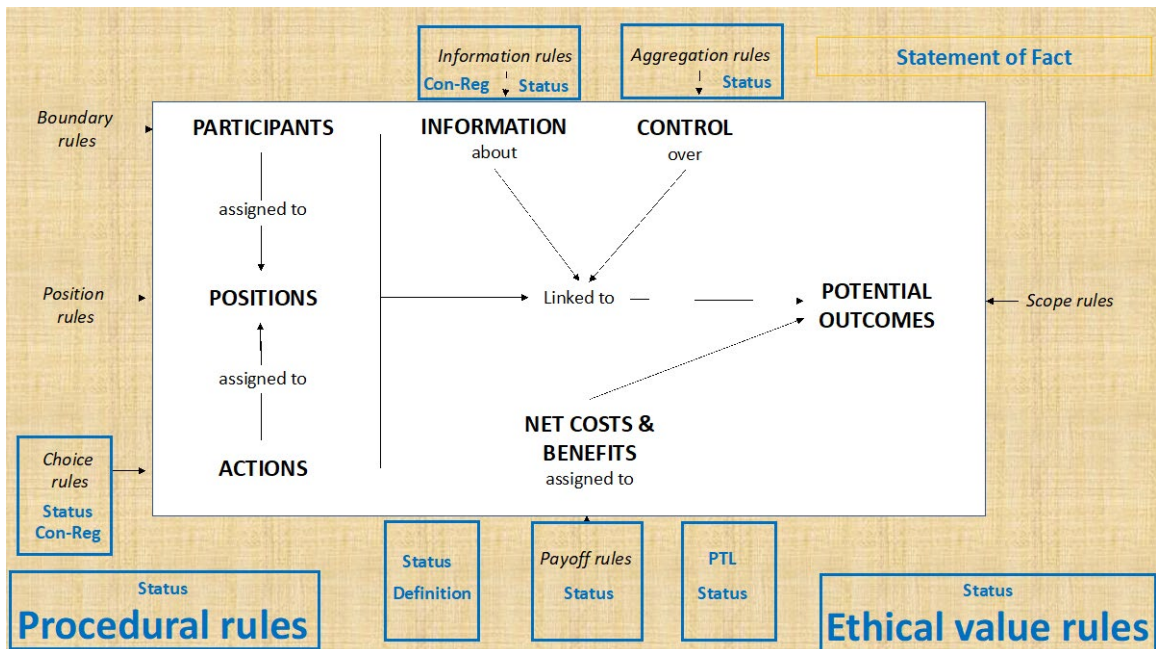 Information rules
Con-Reg Status
Aggregation rules
Status
Statement of Fact
Boundary
rules
PARTICIPANTS
INFORMATION
about
CONTROL
over
assigned to
Position
rules
POSITIONS
Linked to
POTENTIAL
OUTCOMES
Scope rules
assigned to
NET COSTS &
BENEFITS
assigned to
Choice
rules
Status
Con-Reg
ACTIONS
Status
Definition
Payoff rules
Status
PTL
Status
Status
Procedural rules
Status
Ethical value rules